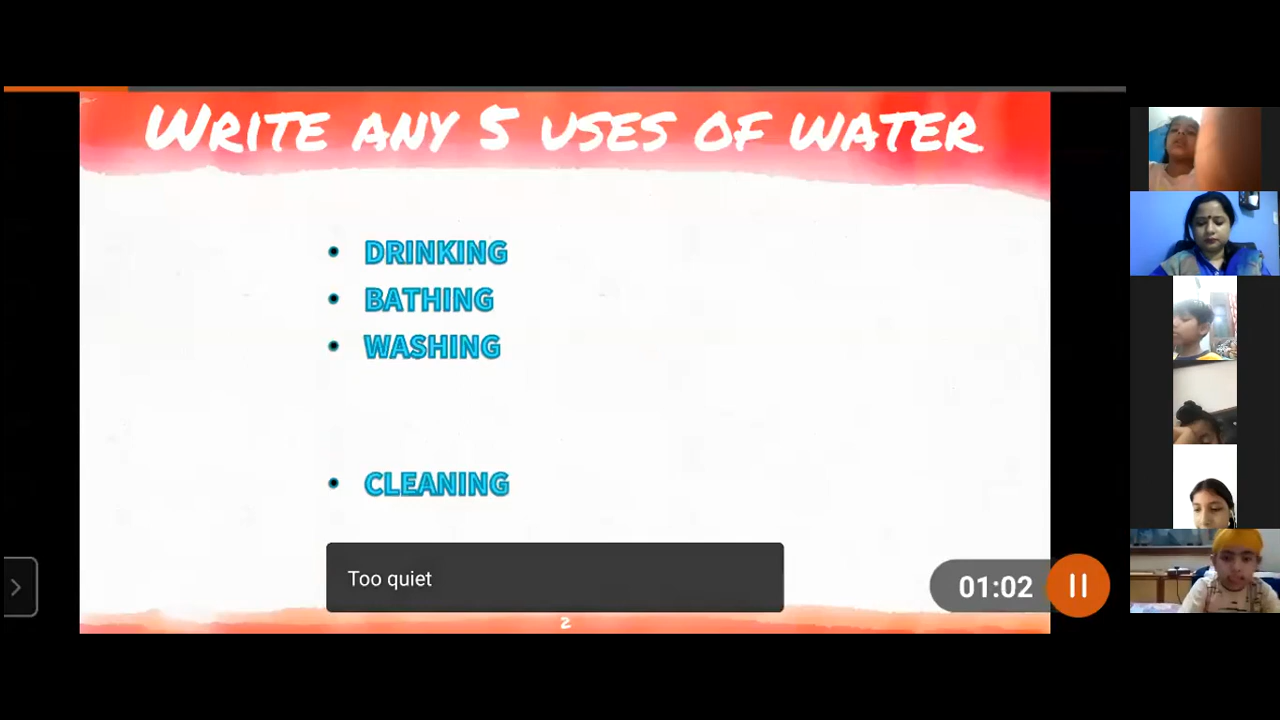 WRITE ANY 5 USES OF WATER
• DRINKING
• BATHING
• WASHING
• CLEANING
Too quiet
01:02
2